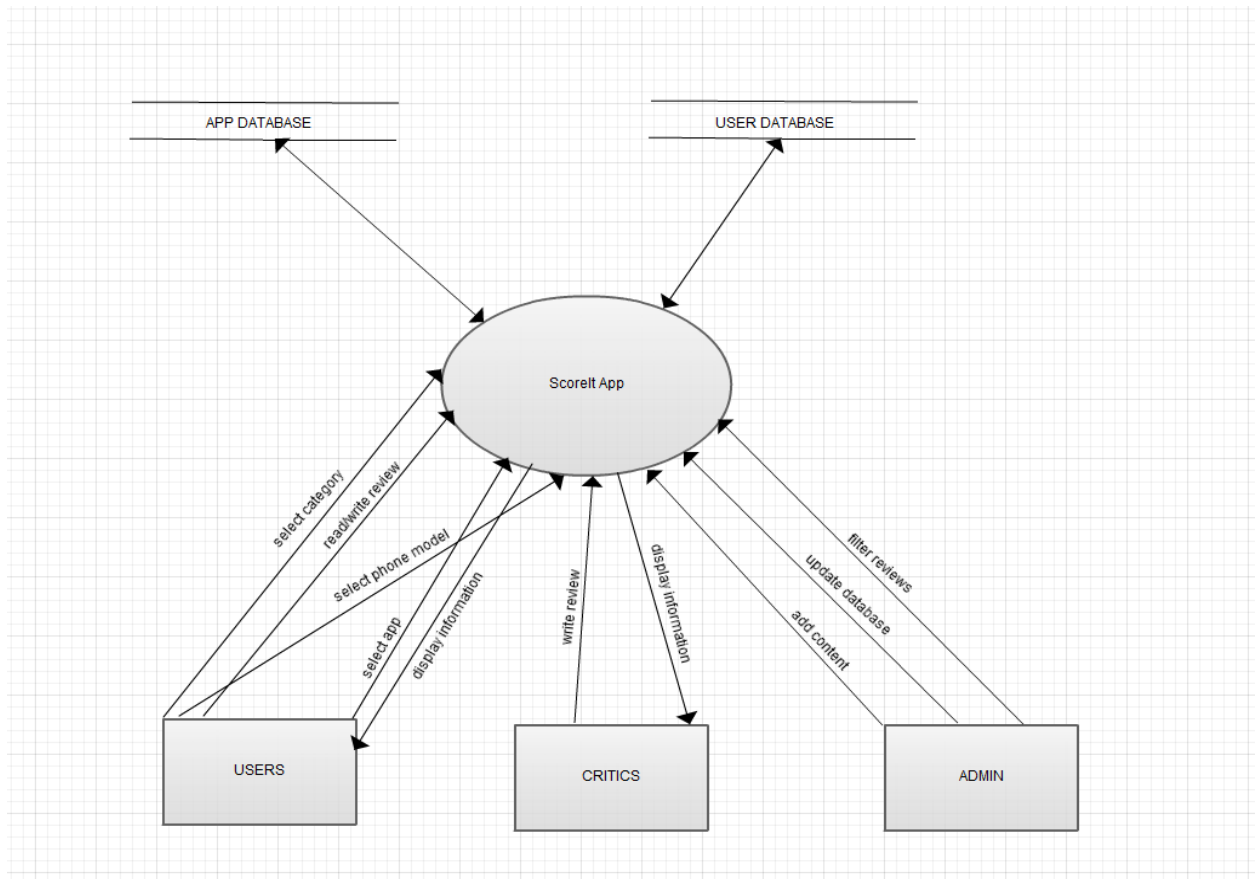 APP DATABASE
USER DATABASE
ScoreIt App
select category
read/write review
select phone model
select app
display information
write review
display information
add content
update database
filter reviews
USERS
CRITICS
ADMIN